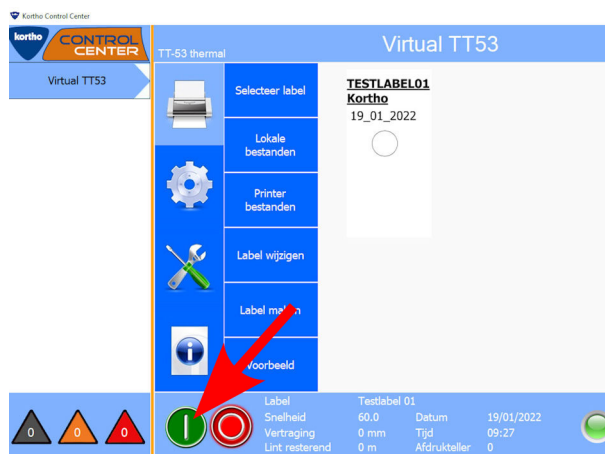 Kortho Control Center
kortho
CONTROL
CENTER
TT-53 thermal
Virtual TT53
Virtual TT53
Selecteer label
Lokale
bestanden
Printer
bestanden
Label wijzigen
Label maken
Voorbeeld
TESTLABEL01
Kortho
19_01_2022
0
0
0
Label Testlabel 01
Snelheid 60.0 Datum 19/01/2022
Vertraging 0 mm Tijd 09:27
Lint resterend 0 m Afdrukteller 0